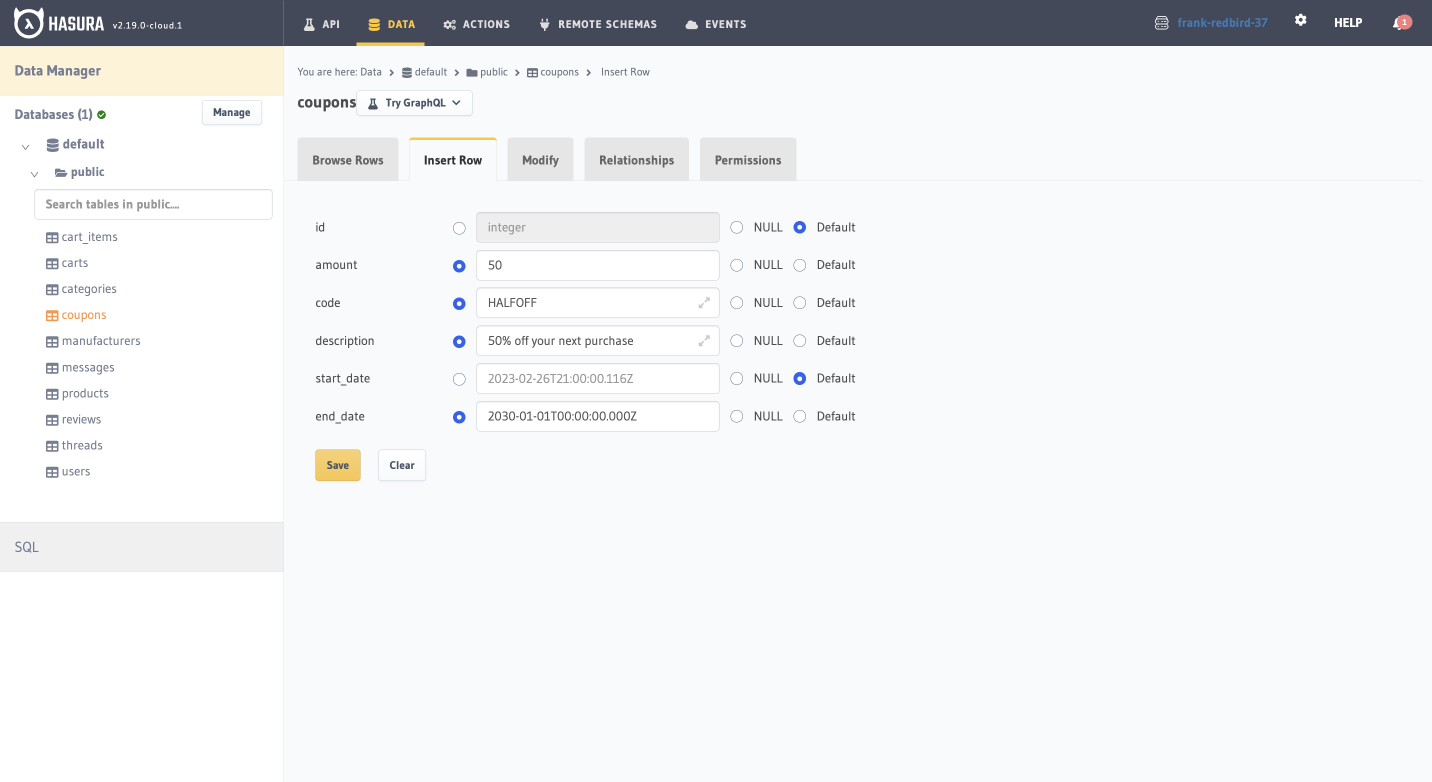 HASURA v2.19.0-cloud.1
API DATA ACTIONS REMOTE SCHEMAS EVENTS
frank-redbird-37 HELP 1
Data Manager
Databases (1) Manage
default
public
Search tables in public....
cart_items
carts
categories
coupons
manufacturers
messages
products
reviews
threads
users
SQL
You are here: Data > default > public > coupons > Insert Row
coupons Try GraphQL
Browse Rows Insert Row Modify Relationships Permissions
id integer NULL Default
amount 50 NULL Default
code HALFOFF NULL Default
description 50% off your next purchase NULL Default
start_date 2023-02-26T21:00:00.116Z NULL Default
end_date 2030-01-01T00:00:00.000Z NULL Default
Save Clear